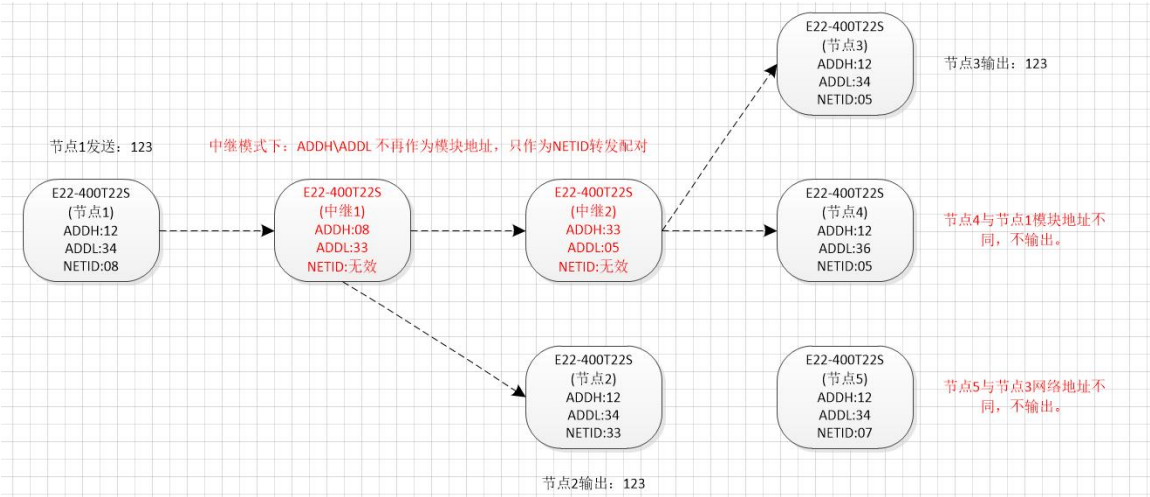 E22-400T22S
(节点3)
ADDH:12
ADDL:34
NETID:05
节点3输出：123
节点1发送：123
中继模式下：ADDH\ADDL 不再作为模块地址，只作为NETID转发配对
E22-400T22S
(节点1)
ADDH:12
ADDL:34
NETID:08
E22-400T22S
(中继1)
ADDH:08
ADDL:33
NETID:无效
E22-400T22S
(中继2)
ADDH:33
ADDL:05
NETID:无效
E22-400T22S
(节点4)
ADDH:12
ADDL:36
NETID:05
节点4与节点1模块地址不
同，不输出。
E22-400T22S
(节点2)
ADDH:12
ADDL:34
NETID:33
E22-400T22S
(节点5)
ADDH:12
ADDL:34
NETID:07
节点5与节点3网络地址不
同，不输出。
节点2输出：123